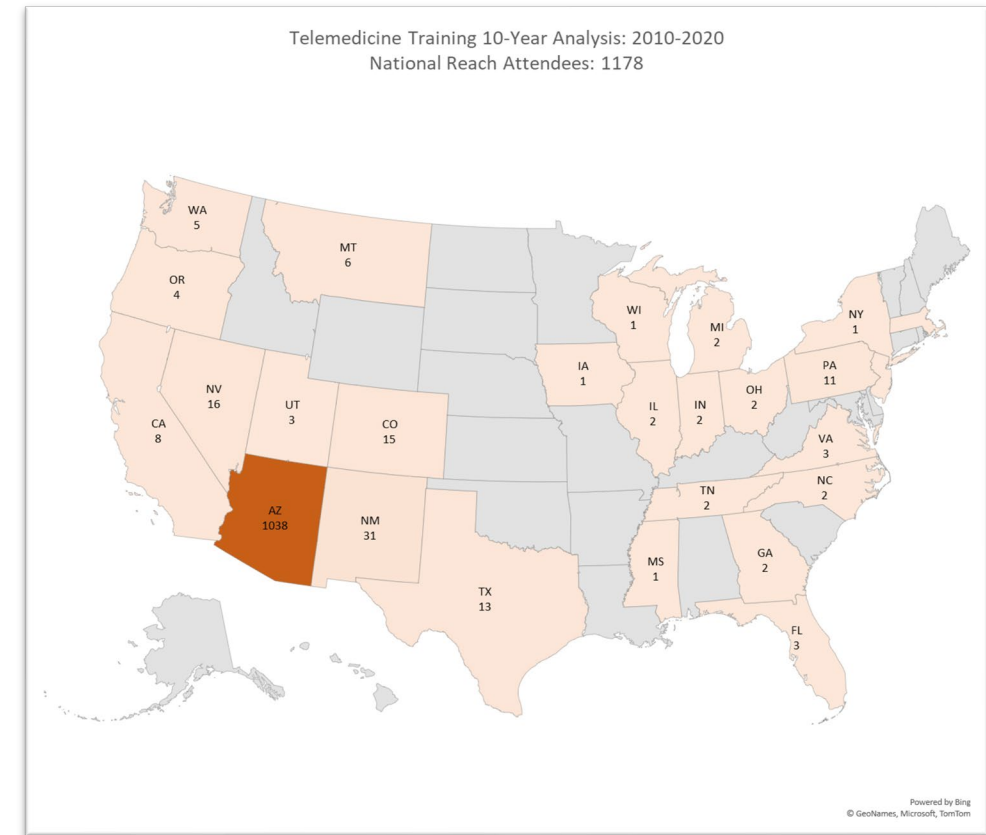 Telemedicine Training 10-Year Analysis: 2010-2020
National Reach Attendees: 1178
WA
5
MT
6
OR
4
WI
1
MI
2
NY
1
IA
1
PA
11
NV
16
UT
3
CO
15
IL
2
IN
2
OH
2
CA
8
VA
3
NC
2
TN
2
AZ
1038
NM
31
MS
1
GA
2
TX
13
FL
3
Powered by Bing
© GeoNames, Microsoft, TomTom